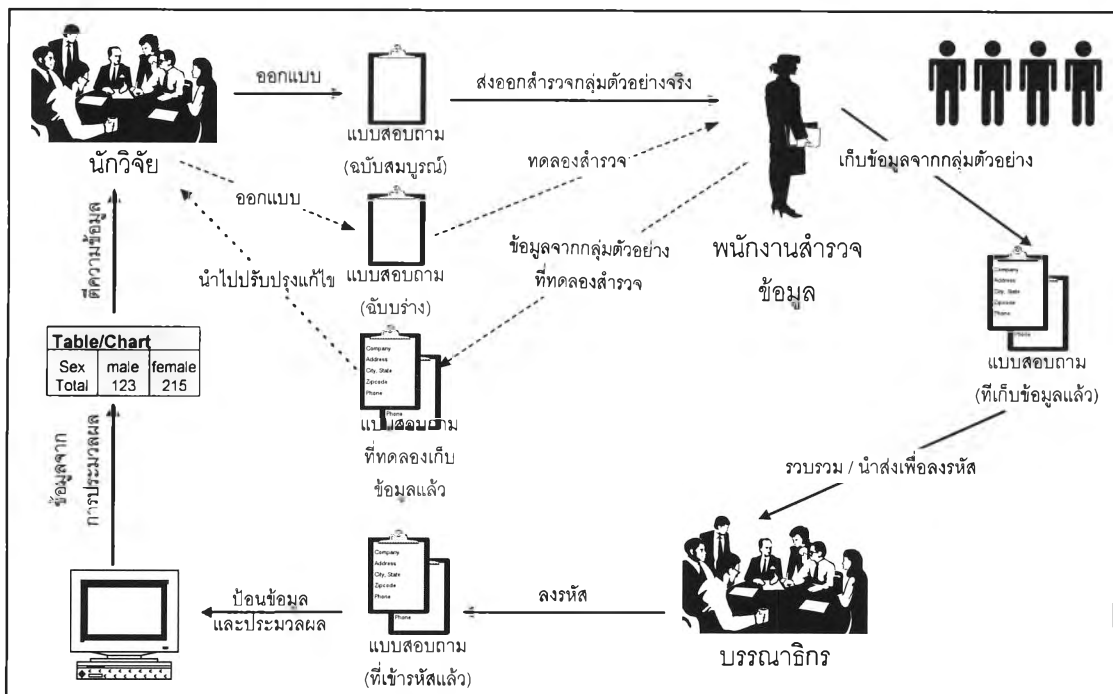 ออกแบบ
ส่งออกสำรวจกลุ่มตัวอย่างจริง
แบบสอบถาม
(ฉบับสมบูรณ์)
นักวิจัย
ทดลองสำรวจ
เก็บข้อมูลจากกลุ่มตัวอย่าง
ออกแบบ
พนักงานสำรวจ
ข้อมูล
ข้อมูลจากกลุ่มตัวอย่าง
ที่ทดลองสำรวจ
นำไปปรับปรุงแก้ไข
แบบสอบถาม
(ฉบับร่าง)
ตีความข้อมูล
Company
Address
City, State
Zipcode
Phone
แบบสอบถาม
(ที่เก็บข้อมูลแล้ว)
Table/Chart
Sex male female
Total 123 215
Company
Address
City, State
Zipcode
Phone
Phone
แบบสอบถาม
ที่ทดลองเก็บ
ข้อมูลแล้ว
ข้อมูลจาก
การประมวลผล
รวบรวม / นำส่งเพื่อลงรหัส
Company
Address
City, State
Zipcode
Phone
Phone
ป้อนข้อมูล
และประมวลผล
ลงรหัส
แบบสอบถาม
(ที่เข้ารหัสแล้ว)
บรรณาธิกร